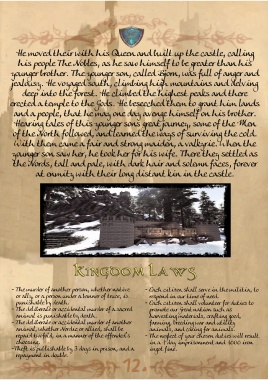 He moved their with his Queen and built up the castle, calling
his people The Nobles, as he saw himself to be greater than his
younger brother. The younger son, called Bjorn, was full of anger and
jealousy. He voyaged south, climbing high mountains and delving
deep into the forest. He climbed the highest peaks and there
erected a temple to the Gods. He beseeched them to grant him lands
and a people, that he may one day avenge himself on his brother.
Hearing tales of this younger son's great journey, some of the Men
of the North followed, and learned the ways of surviving the cold.
With them came a fair and strong maiden, a valkyrie. When the
younger son saw her, he took her for his wife. There they settled as
the Nords, tall and pale, with dark hair and solemn faces, forever
at enmity with their long distant kin in the castle.
Kingdom Laws
- The murder of another person, whether native
or ally, or a person under a banner of truce, is
punishable by death.
- The deliberate or accidental murder of a sacred
animal is punishable by death.
- The deliberate or accidental murder of another
animal, whether Nordic or allied, shall be
repaid twofold, in a manner of the offended's
choosing.
- Theft is punishable by 3 days in prison, and a
repayment in double.
- Each citizen shall serve in the militia, to
respond in our time of need.
- Each citizen shall volunteer for duties to
promote our great nation such as
harvesting materials, crafting good,
farming, breeding war and utility
animals, and caring for animals.
- The neglect of your chosen duties will result
in a 1 day imprisonment and 1000 iron
ingot fine.
12